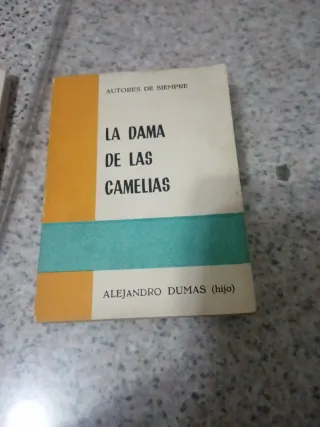 AUTORES DE SIEMPRE
LA DAMA
DE LAS
CAMELIAS
ALEJANDRO DUMAS (hijo)